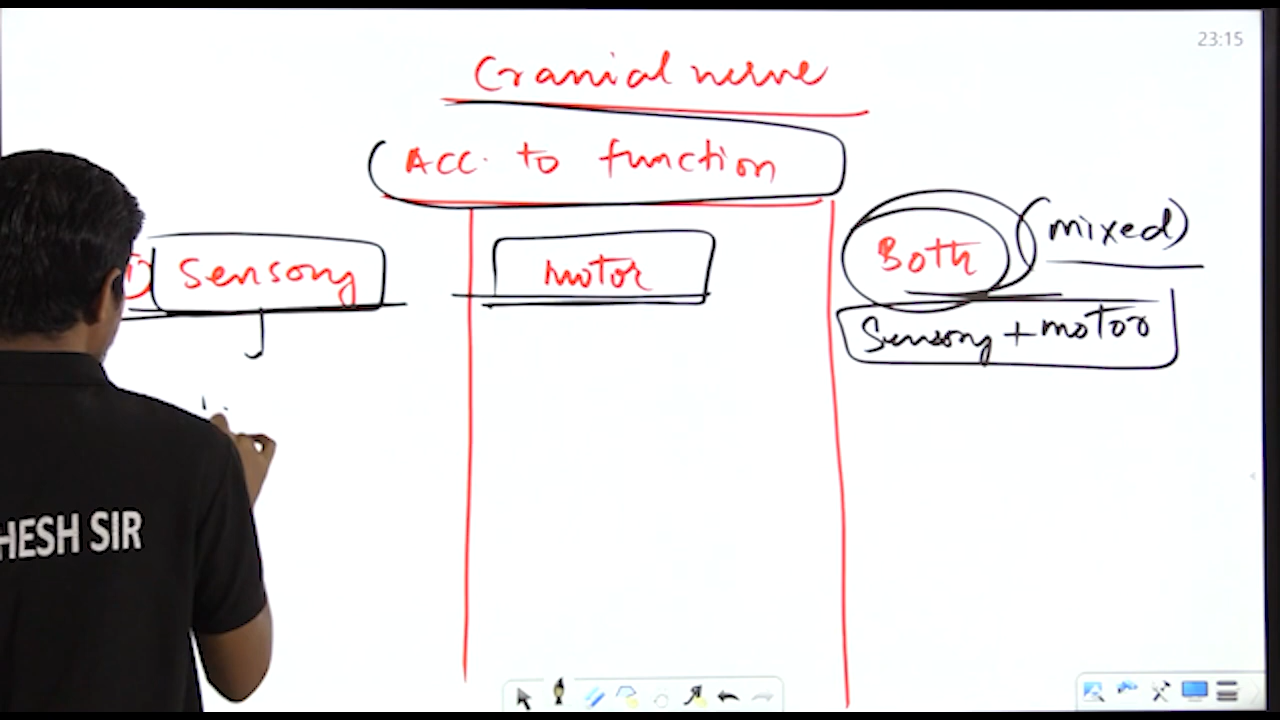 23:15
Cranial nerve
Acc. to function
i) Sensory
motor
Both (mixed)
Sensory + motor
HESH SIR